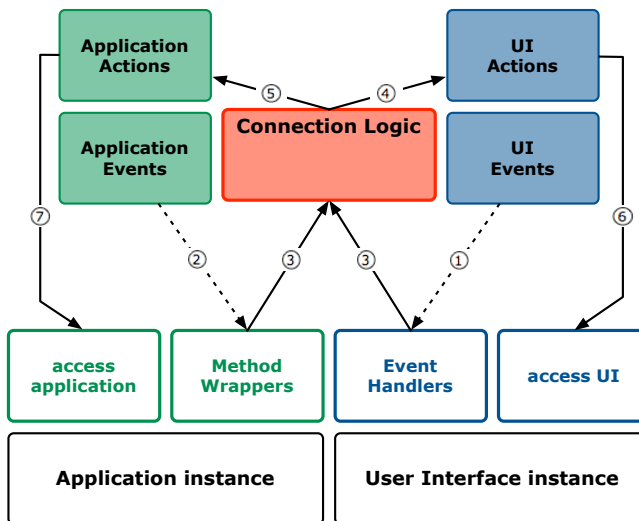 Application
Actions
UI
Actions
⑤
④
Connection Logic
Application
Events
UI
Events
⑦
⑥
②
③
③
①
access
application
Method
Wrappers
Event
Handlers
access UI
Application instance
User Interface instance